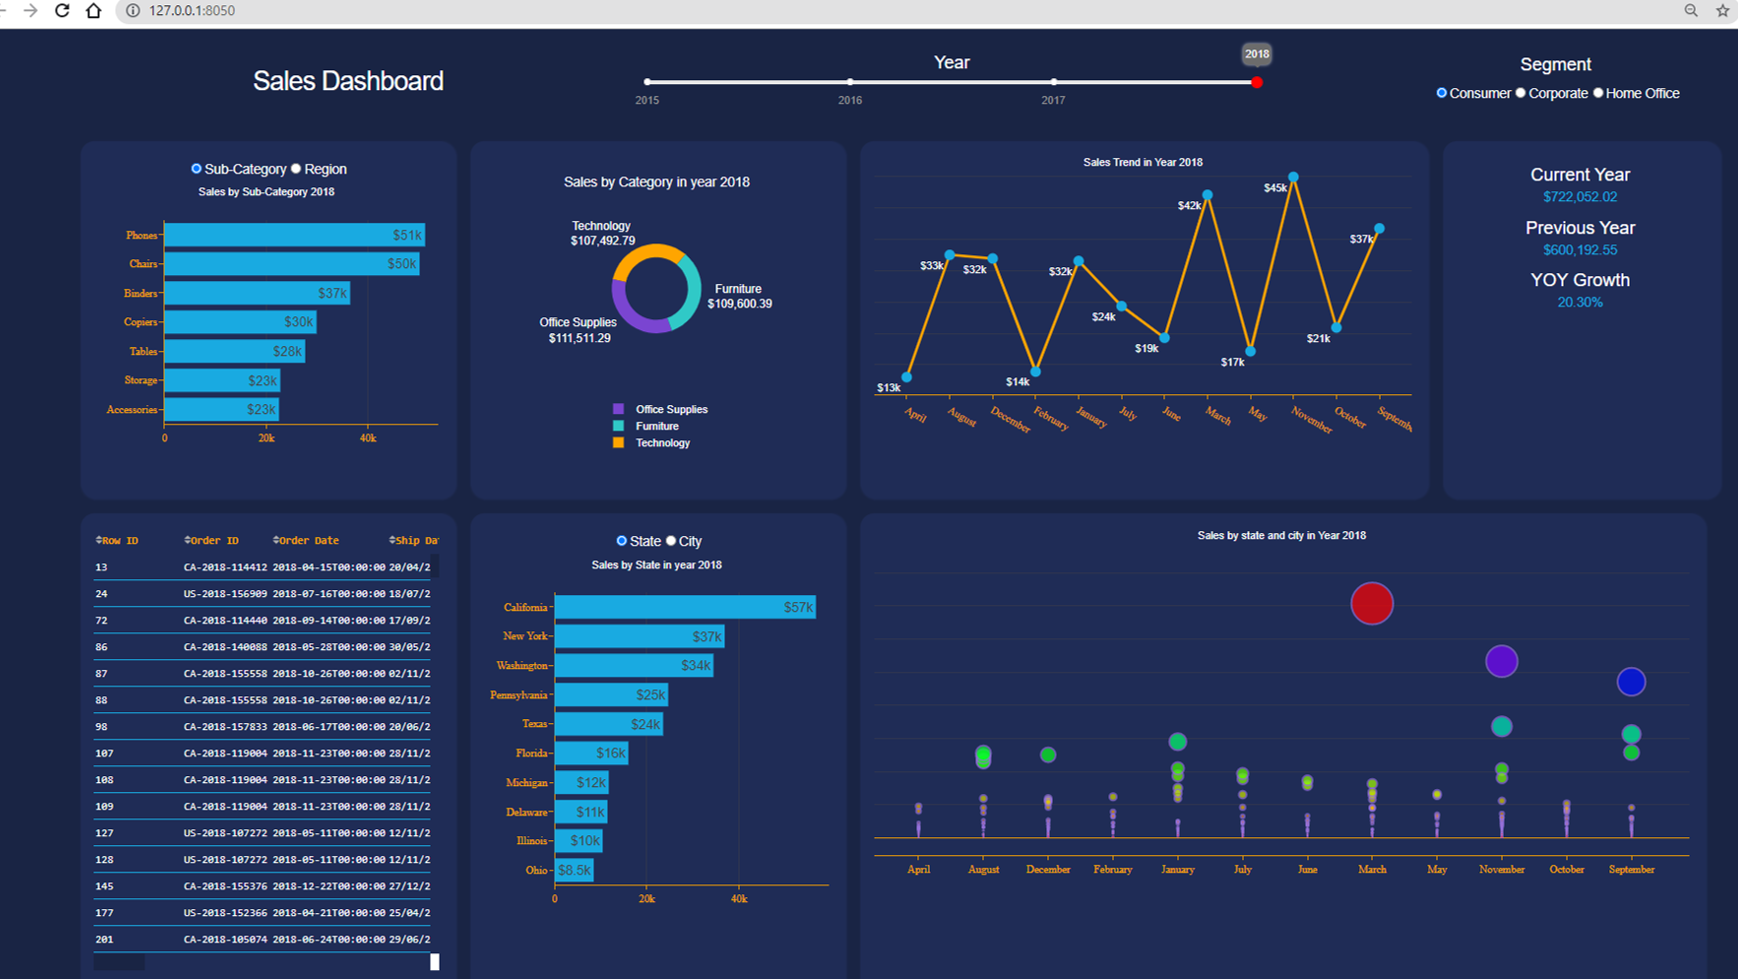 127.0.0.1:8050
Sales Dashboard
Year
2018
2015
2016
2017
Segment
Consumer Corporate Home Office
Sub-Category Region
Sales by Sub-Category 2018
Phones $51k
Chairs $50k
Binders $37k
Copiers $30k
Tables $28k
Storage $23k
Accessories $23k
0 20k 40k
Sales by Category in year 2018
Technology
$107,492.79
Furniture
$109,600.39
Office Supplies
$111,511.29
Office Supplies
Furniture
Technology
Sales Trend in Year 2018
$13k
$33k
$32k
$14k
$32k
$24k
$19k
$42k
$17k
$45k
$21k
$37k
April August December February January July June March May November October Septemb
Current Year
$722,052.02
Previous Year
$600,192.55
YOY Growth
20.30%
Row ID Order ID Order Date Ship Da
13 CA-2018-114412 2018-04-15T00:00:00 20/04/2
24 US-2018-156909 2018-07-16T00:00:00 18/07/2
72 CA-2018-114440 2018-09-14T00:00:00 17/09/2
86 CA-2018-140088 2018-05-28T00:00:00 30/05/2
87 CA-2018-155558 2018-10-26T00:00:00 02/11/2
88 CA-2018-155558 2018-10-26T00:00:00 02/11/2
98 CA-2018-157833 2018-06-17T00:00:00 20/06/2
107 CA-2018-119004 2018-11-23T00:00:00 28/11/2
108 CA-2018-119004 2018-11-23T00:00:00 28/11/2
109 CA-2018-119004 2018-11-23T00:00:00 28/11/2
127 US-2018-107272 2018-05-11T00:00:00 12/11/2
128 US-2018-107272 2018-05-11T00:00:00 12/11/2
145 CA-2018-155376 2018-12-22T00:00:00 27/12/2
177 US-2018-152366 2018-04-21T00:00:00 25/04/2
201 CA-2018-105074 2018-06-24T00:00:00 29/06/2
State City
Sales by State in year 2018
California $57k
New York $37k
Washington $34k
Pennsylvania $25k
Texas $24k
Florida $16k
Michigan $12k
Delaware $11k
Illinois $10k
Ohio $8.5k
0 20k 40k
Sales by state and city in Year 2018
April August December February January July June March May November October September